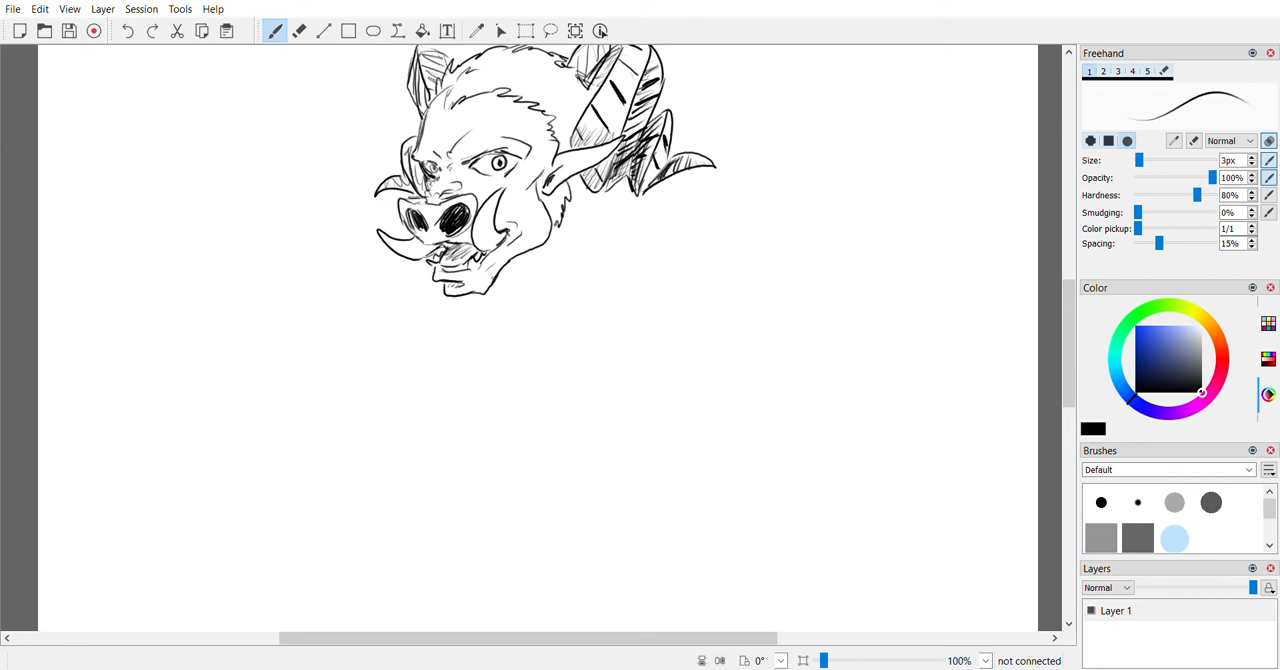 File Edit View Layer Session Tools Help
Freehand
1 2 3 4 5
Normal
Size: 3px
Opacity: 100%
Hardness: 80%
Smudging: 0%
Color pickup: 1/1
Spacing: 15%
Color
Brushes
Default
Layers
Normal
Layer 1
0° 100% not connected